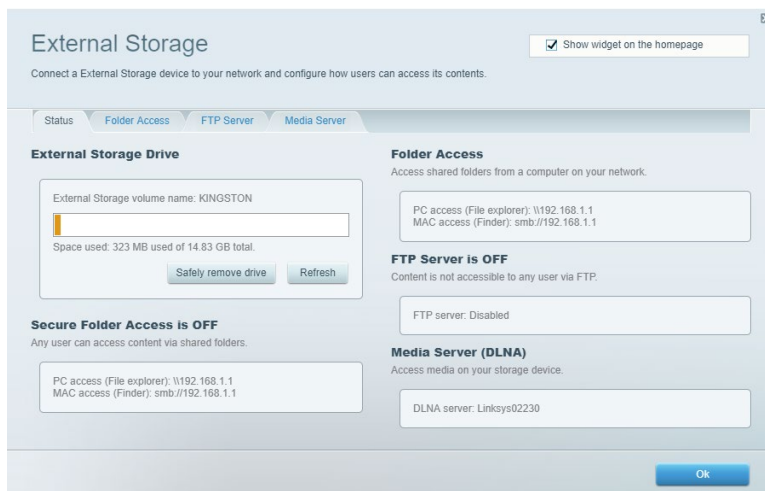 External Storage
Show widget on the homepage
Connect a External Storage device to your network and configure how users can access its contents.
Status
Folder Access
FTP Server
Media Server
External Storage Drive
External Storage volume name: KINGSTON
Space used: 323 MB used of 14.83 GB total.
Safely remove drive
Refresh
Secure Folder Access is OFF
Any user can access content via shared folders.
PC access (File explorer): \\192.168.1.1
MAC access (Finder): smb://192.168.1.1
Folder Access
Access shared folders from a computer on your network.
PC access (File explorer): \\192.168.1.1
MAC access (Finder): smb://192.168.1.1
FTP Server is OFF
Content is not accessible to any user via FTP.
FTP server: Disabled
Media Server (DLNA)
Access media on your storage device.
DLNA server: Linksys02230
Ok